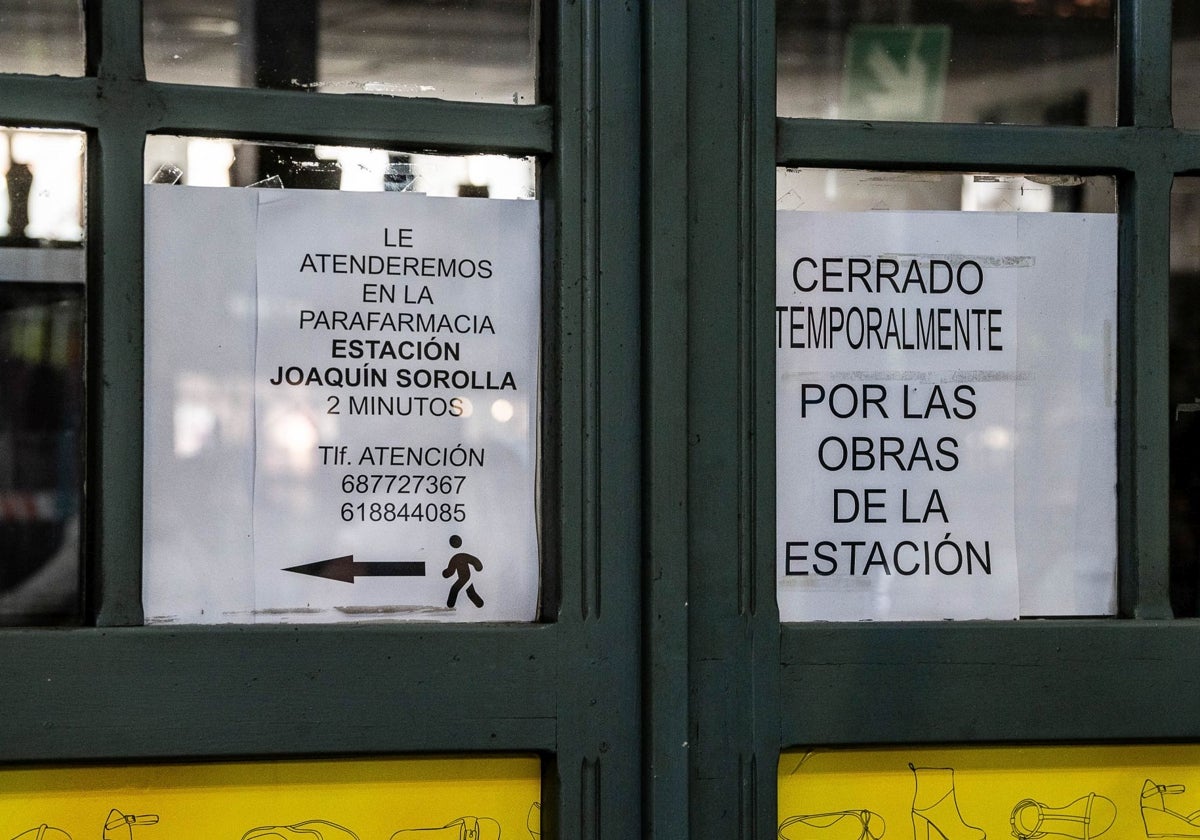 LE
ATENDEREMOS
EN LA
PARAFARMACIA
ESTACIÓN
JOAQUÍN SOROLLA
2 MINUTOS
Tlf. ATENCIÓN
687727367
618844085
CERRADO
TEMPORALMENTE
POR LAS
OBRAS
DE LA
ESTACIÓN